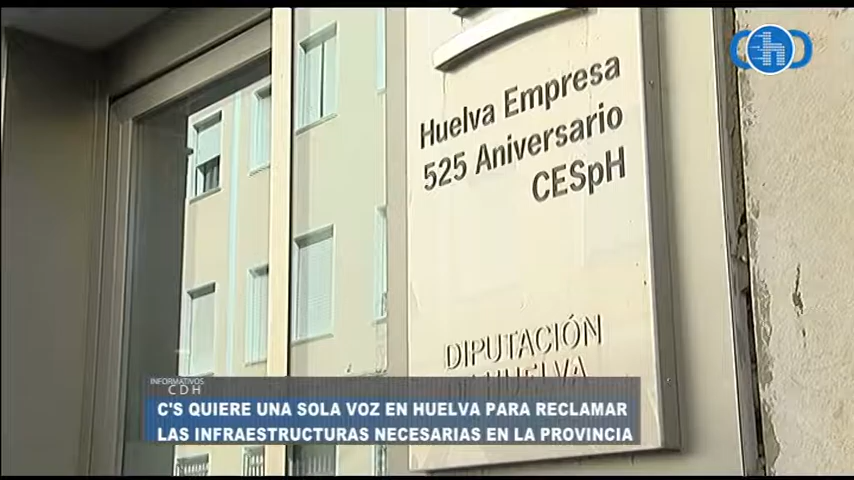 Huelva Empresa
525 Aniversario
CESpH
DIPUTACIÓN
HUELVA
INFORMATIVOS
CDH
C'S QUIERE UNA SOLA VOZ EN HUELVA PARA RECLAMAR
LAS INFRAESTRUCTURAS NECESARIAS EN LA PROVINCIA